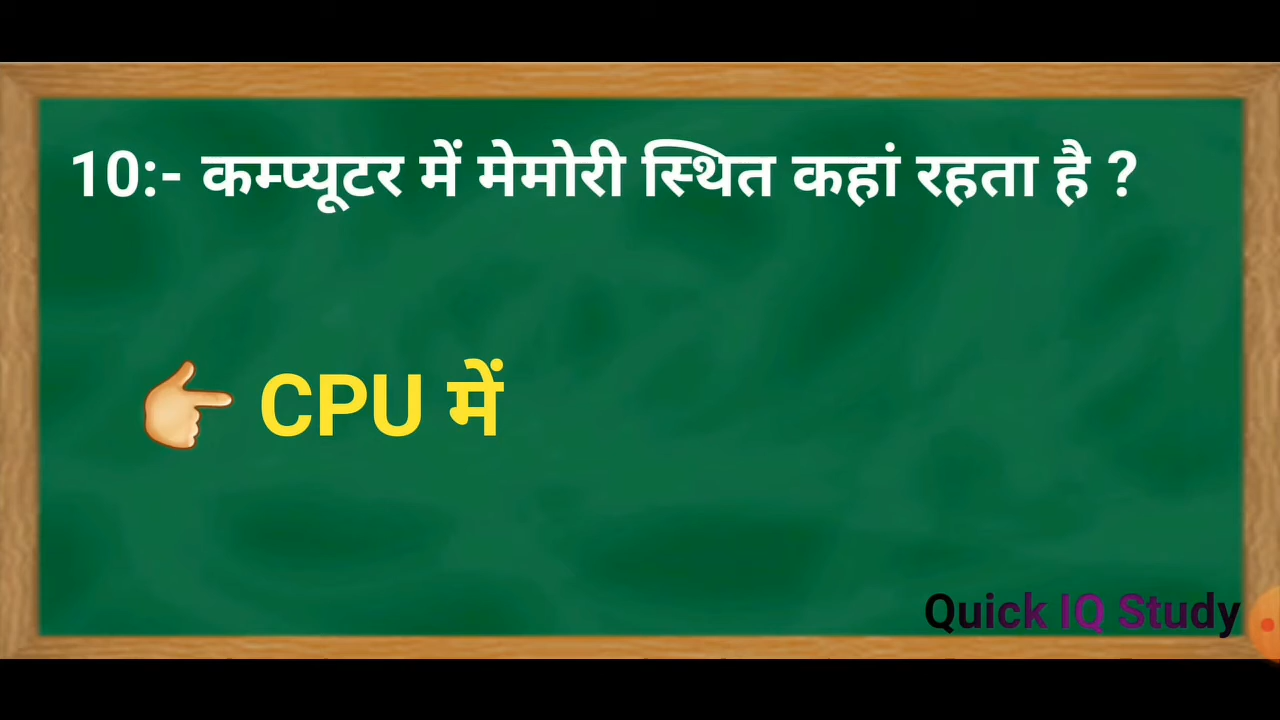 10:- कम्प्यूटर में मेमोरी स्थित कहां रहता है ?
CPU में
Quick IQ Study